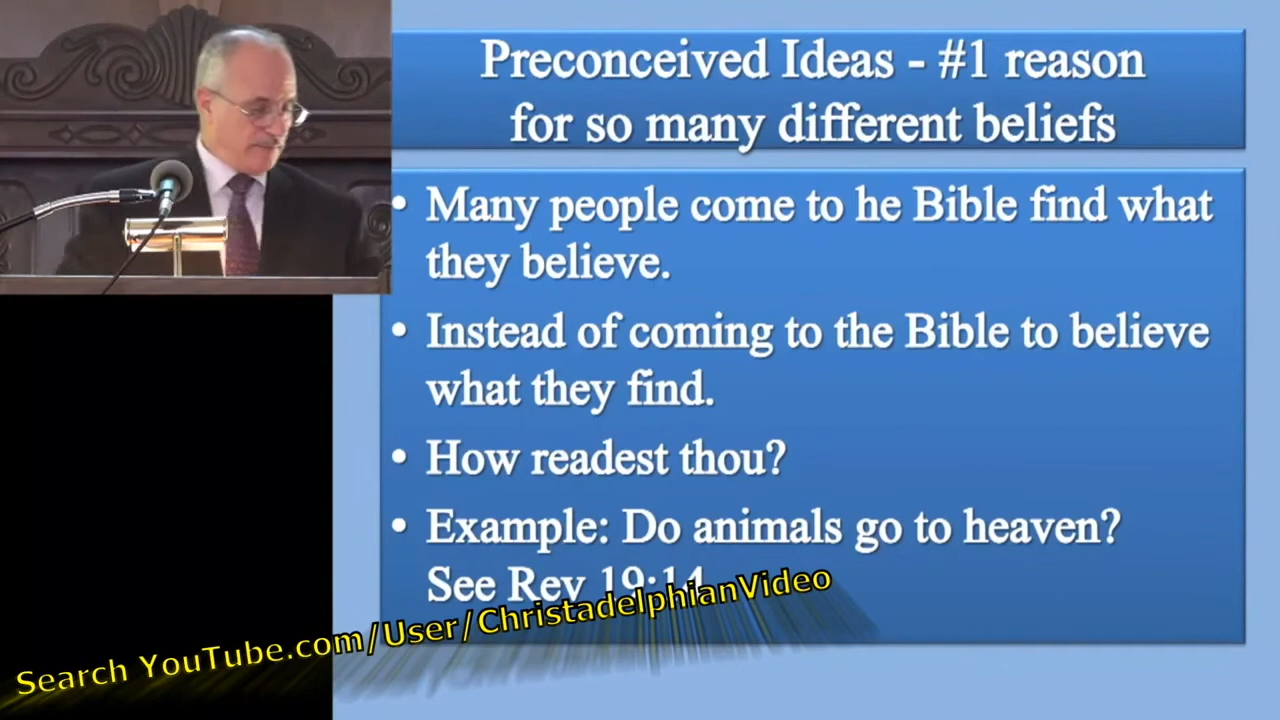 Preconceived Ideas - #1 reason
for so many different beliefs
• Many people come to he Bible find what
they believe.
• Instead of coming to the Bible to believe
what they find.
• How readest thou?
• Example: Do animals go to heaven?
See Rev 19:14
Search YouTube.com/User/ChristadelphianVideo